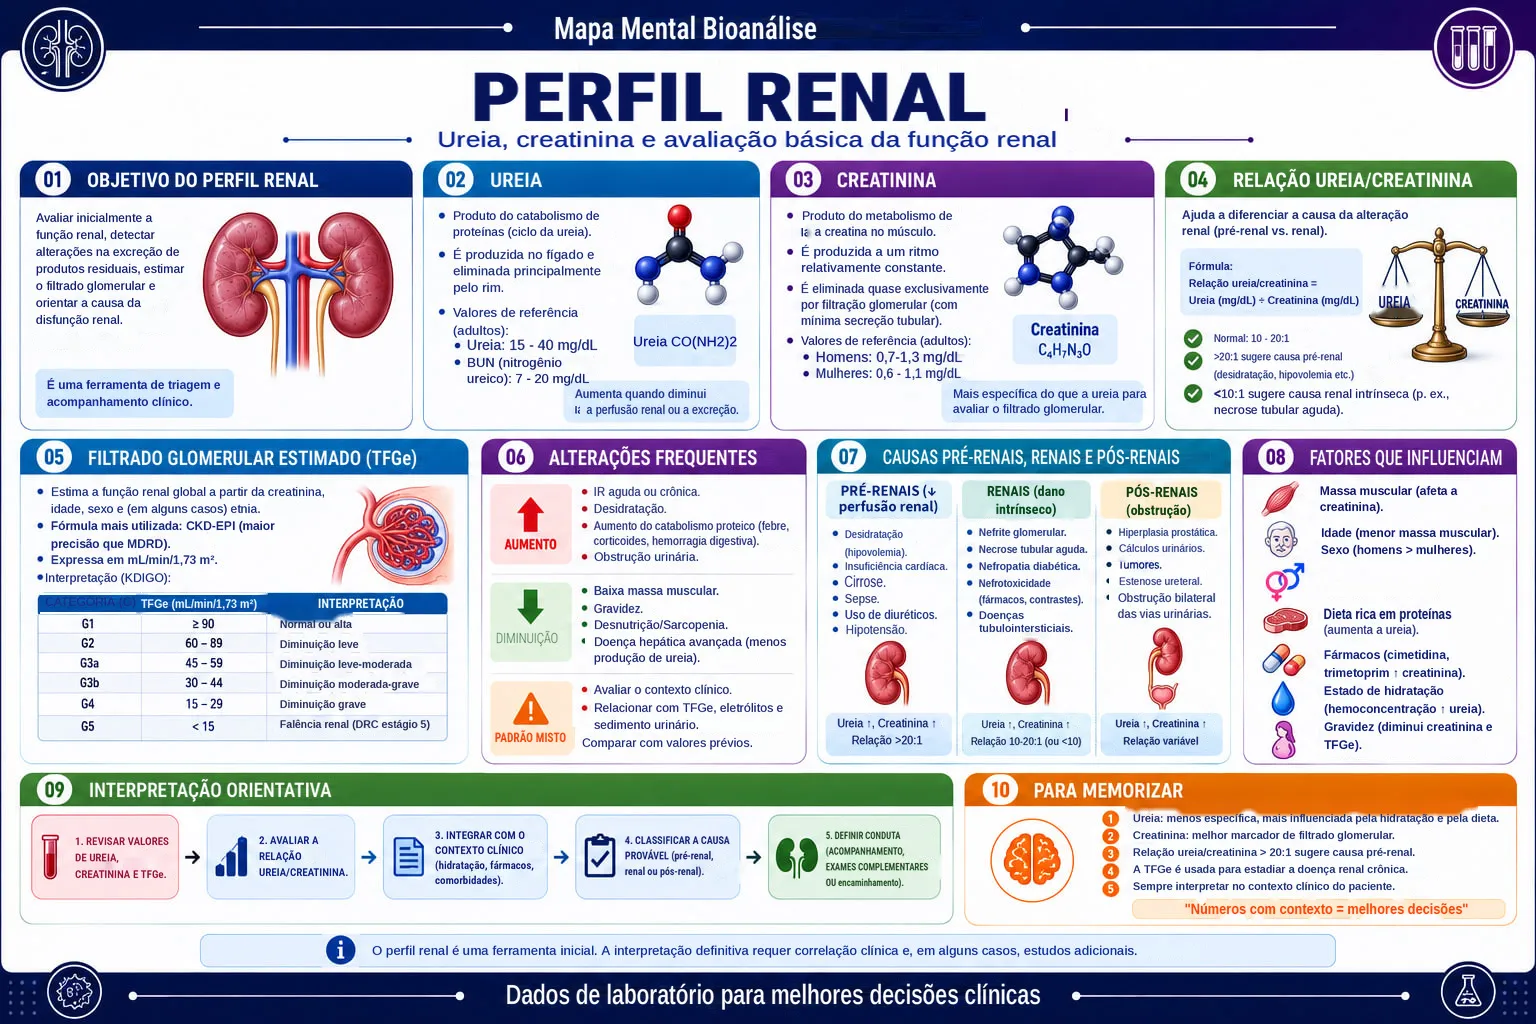 Mapa Mental Bioanálise
PERFIL RENAL
Ureia, creatinina e avaliação básica da função renal
01 OBJETIVO DO PERFIL RENAL
Avaliar inicialmente a
função renal, detectar
alterações na excreção de
produtos residuais, estimar
o filtrado glomerular e
orientar a causa da
disfunção renal.
É uma ferramenta de triagem e
acompanhamento clínico.
02 UREIA
• Produto do catabolismo de
proteínas (ciclo da ureia).
• É produzida no fígado e
eliminada principalmente
pelo rim.
• Valores de referência
(adultos):
• Ureia: 15 - 40 mg/dL
• BUN (nitrogênio
ureico): 7 - 20 mg/dL
Ureia CO(NH2)2
Aumenta quando diminui
la a perfusão renal ou a excreção.
03 CREATININA
• Produto do metabolismo de
la a creatina no músculo.
• É produzida a um ritmo
relativamente constante.
• É eliminada quase exclusivamente
por filtração glomerular (com
mínima secreção tubular).
• Valores de referência (adultos):
• Homens: 0,7-1,3 mg/dL
• Mulheres: 0,6 - 1,1 mg/dL
Creatinina
C₄H₇N₃O
Mais específica do que a ureia para
avaliar o filtrado glomerular.
04 RELAÇÃO UREIA/CREATININA
Ajuda a diferenciar a causa da alteração
renal (pré-renal vs. renal).
Fórmula:
Relação ureia/creatinine =
Ureia (mg/dL) ÷ Creatinina (mg/dL)
UREIA
CREATININA
Normal: 10 - 20:1
>20:1 sugere causa pré-renal
(desidratação, hipovolemia etc.)
<10:1 sugere causa renal intrínseca (p. ex.,
necrose tubular aguda).
05 FILTRADO GLOMERULAR ESTIMADO (TFGe)
• Estima a função renal global a partir da creatinina,
idade, sexo e (em alguns casos) etnia.
• Fórmula mais utilizada: CKD-EPI (maior
precisão que MDRD).
• Expressa em mL/min/1,73 m².
• Interpretação (KDIGO):
CATEGORIA (G) TFGe (mL/min/1,73 m²) INTERPRETAÇÃO
G1 ≥ 90 Normal ou alta
G2 60 – 89 Diminuição leve
G3a 45 – 59 Diminuição leve-moderada
G3b 30 – 44 Diminuição moderada-grave
G4 15 – 29 Diminuição grave
G5 < 15 Falência renal (DRC estágio 5)
06 ALTERAÇÕES FREQUENTES
AUMENTO
• IR aguda ou crônica.
• Desidratação.
• Aumento do catabolismo proteico (febre,
corticoides, hemorragia digestiva).
• Obstrução urinária.
DIMINUIÇÃO
• Baixa massa muscular.
• Gravidez.
• Desnutrição/Sarcopenia.
• Doença hepática avançada (menos
produção de ureia).
PADRÃO MISTO
• Avaliar o contexto clínico.
• Relacionar com TFGe, eletrólitos e
sedimento urinário.
Comparar com valores prévios.
07 CAUSAS PRÉ-RENAIS, RENAIS E PÓS-RENAIS
PRÉ-RENAIS (↓
perfusão renal)
• Desidratação
(hipovolemia).
• Insuficiência cardíaca.
• Cirrose.
• Sepse.
• Uso de diuréticos.
• Hipotensão.
Ureia ↑, Creatinina ↑
Relação >20:1
RENAIS (dano
intrínseco)
• Nefrite glomerular.
• Necrose tubular aguda.
• Nefropatia diabética.
• Nefrotoxicidade
(fármacos, contrastes).
• Doenças
tubulointersticiais.
Ureia ↑, Creatinina ↑
Relação 10-20:1 (ou <10)
PÓS-RENAIS
(obstrução)
• Hiperplasia prostática.
• Cálculos urinários.
• Tumores.
• Estenose ureteral.
• Obstrução bilateral
das vias urinárias.
Ureia ↑, Creatinina ↑
Relação variável
08 FATORES QUE INFLUENCIAM
Massa muscular (afeta a
creatinina).
Idade (menor massa muscular).
Sexo (homens > mulheres).
Dieta rica em proteínas
(aumenta a ureia).
Fármacos (cimetidina,
trimetoprim ↑ creatinina).
Estado de hidratação
(hemoconcentração ↑ ureia).
Gravidez (diminui creatinina e
TFGe).
09 INTERPRETAÇÃO ORIENTATIVA
1. REVISAR VALORES
DE UREIA,
CREATININA E TFGe.
2. AVALIAR A
RELAÇÃO
UREIA/CREATININA.
3. INTEGRAR COM O
CONTEXTO CLÍNICO
(hidratação, fármacos,
comorbidades).
4. CLASSIFICAR A CAUSA
PROVÁVEL (pré-renal,
renal ou pós-renal).
5. DEFINIR CONDUTA
(ACOMPANHAMENTO,
EXAMES COMPLEMENTARES
OU encaminhamento).
10 PARA MEMORIZAR
1 Ureia: menos específica, mais influenciada pela hidratação e pela dieta.
2 Creatinina: melhor marcador de filtrado glomerular.
3 Relação ureia/creatinina > 20:1 sugere causa pré-renal.
4 A TFGe é usada para estadiar a doença renal crônica.
5 Sempre interpretar no contexto clínico do paciente.
"Números com contexto = melhores decisões"
i O perfil renal é uma ferramenta inicial. A interpretação definitiva requer correlação clínica e, em alguns casos, estudos adicionais.
Dados de laboratório para melhores decisões clínicas